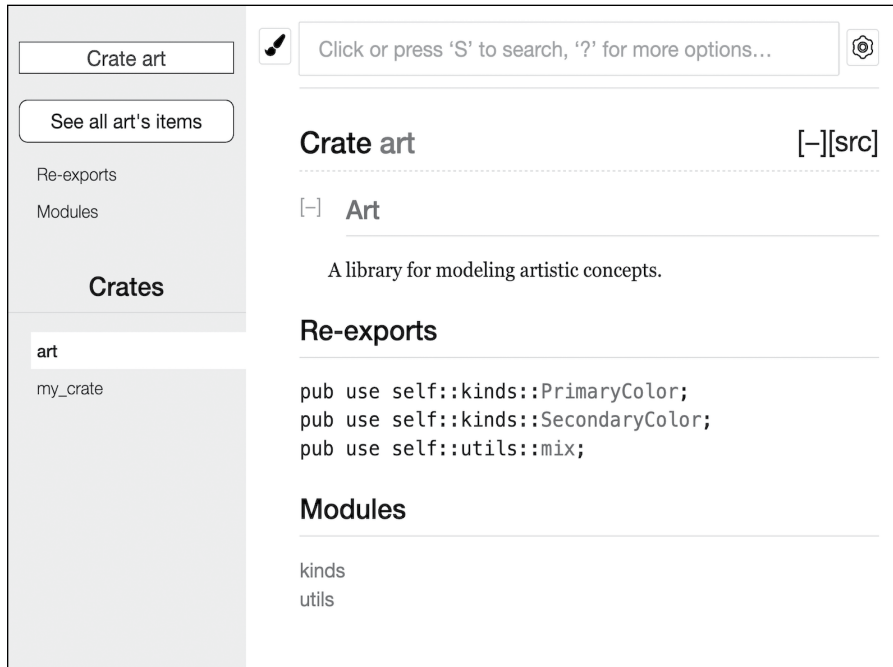 Crate art
See all art's items
Re-exports
Modules
Crates
art
my_crate
Click or press ‘S’ to search, ‘?’ for more options…
Crate art
[–][src]
[–] Art
A library for modeling artistic concepts.
Re-exports
pub use self::kinds::PrimaryColor;
pub use self::kinds::SecondaryColor;
pub use self::utils::mix;
Modules
kinds
utils